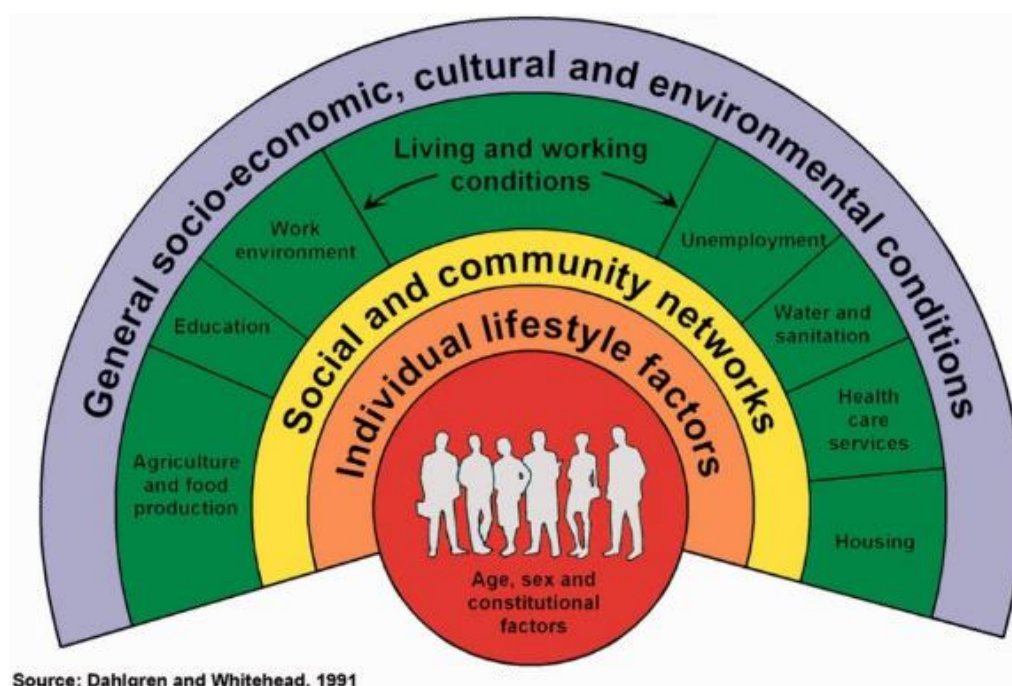 General socio-economic, cultural and environmental conditions
Living and working
conditions
Work
environment
Unemployment
Education
Water and
sanitation
Agriculture
and food
production
Health
care
services
Housing
Social and community networks
Individual lifestyle factors
Age, sex and
constitutional
factors
Source: Dahlgren and Whitehead, 1991